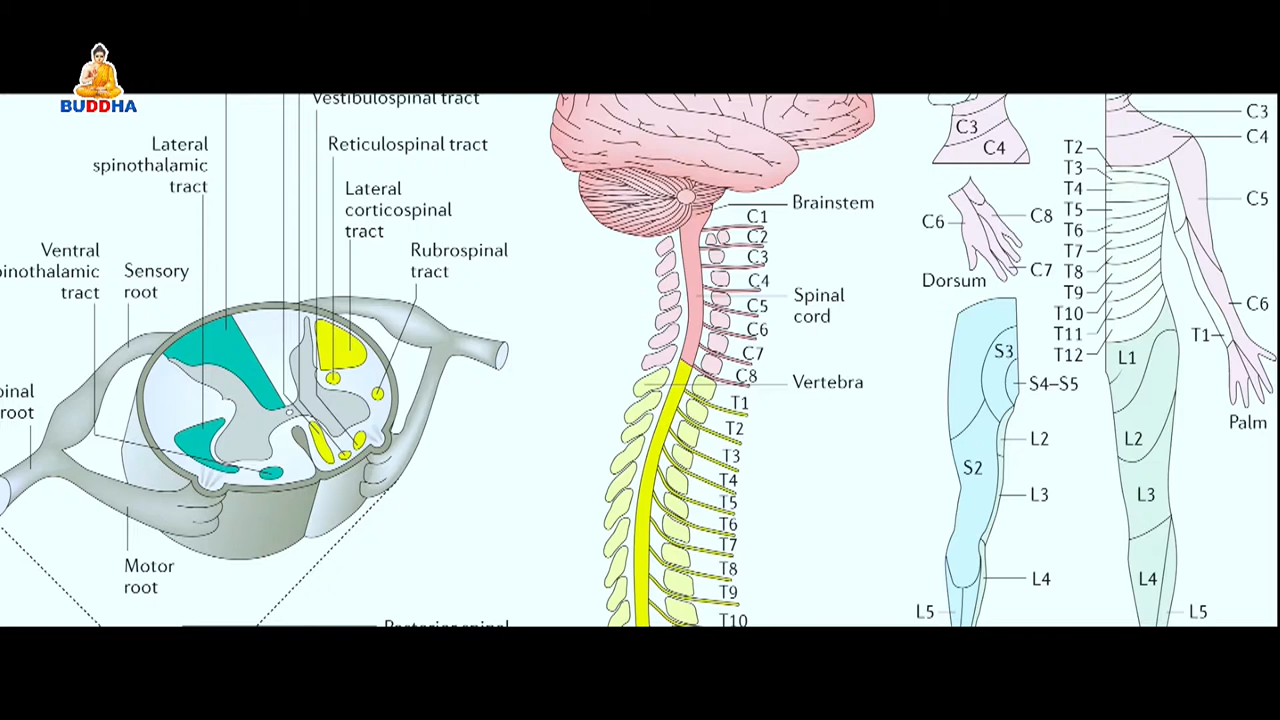 BUDDHA
Vestibulospinal tract
Lateral
spinothalamic
tract
Reticulospinal tract
Lateral
corticospinal
tract
Rubrospinal
tract
Ventral
pinothalamic
tract
Sensory
root
inal
root
Motor
root
Brainstem
C1
C2
C3
C4
C5
C6
C7
C8
Spinal
cord
Vertebra
T1
T2
T3
T4
T5
T6
T7
T8
T9
T10
C3
C4
C6
C8
C7
Dorsum
S3
S4–S5
L2
S2
L3
L4
L5
C3
C4
T2
T3
T4
T5
T6
T7
T8
T9
T10
T11
T12
C5
C6
T1
Palm
L1
L2
L3
L4
L5